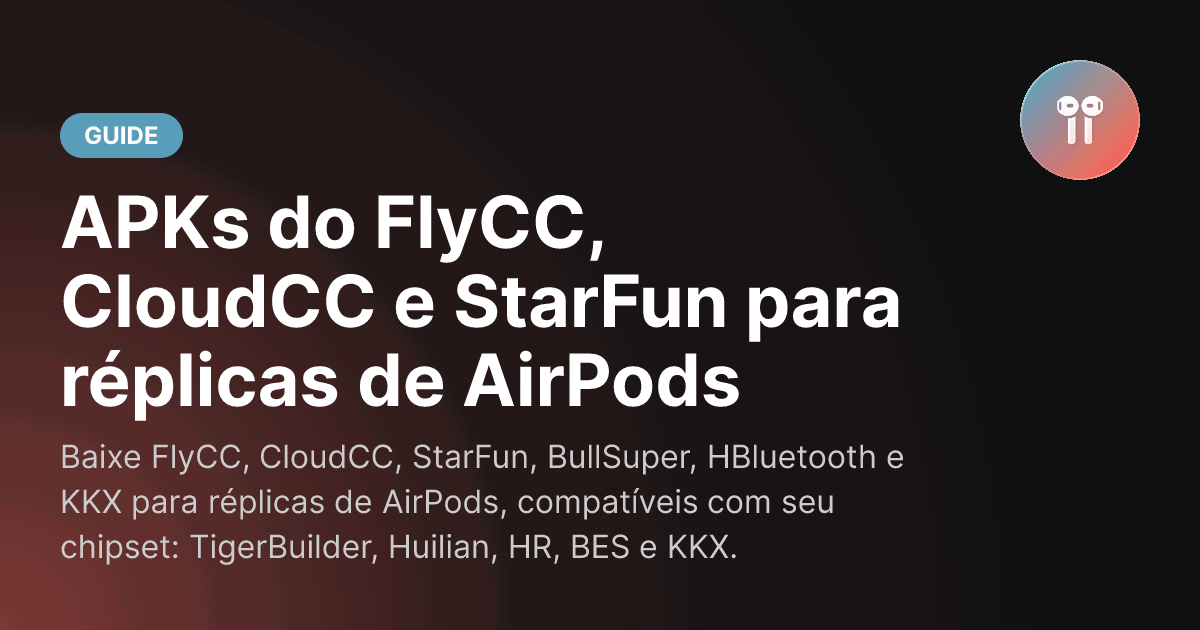 GUIDE
APKs do FlyCC,
CloudCC e StarFun para
réplicas de AirPods
Baixe FlyCC, CloudCC, StarFun, BullSuper, HBluetooth e
KKX para réplicas de AirPods, compatíveis com seu
chipset: TigerBuilder, Huilian, HR, BES e KKX.